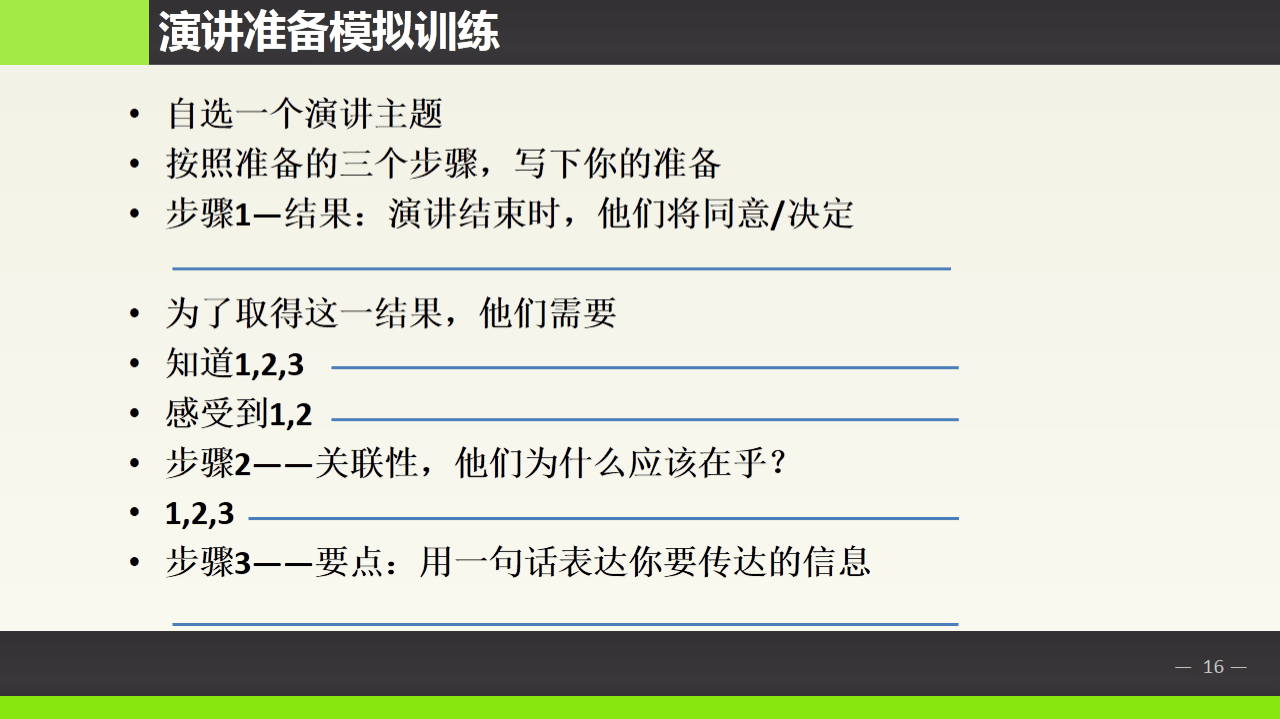 演讲准备模拟训练
• 自选一个演讲主题
• 按照准备的三个步骤，写下你的准备
• 步骤1—结果：演讲结束时，他们将同意/决定
• 为了取得这一结果，他们需要
• 知道1,2,3
• 感受到1,2
• 步骤2——关联性，他们为什么应该在乎？
• 1,2,3
• 步骤3——要点：用一句话表达你要传达的信息
— 16 —